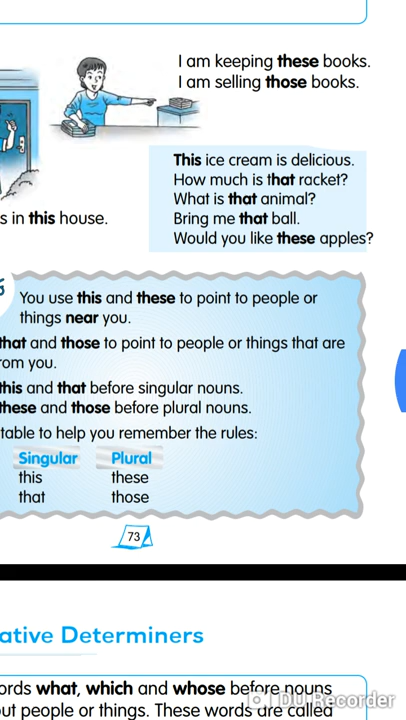 I am keeping these books.
I am selling those books.
This ice cream is delicious.
How much is that racket?
What is that animal?
s in this house.
Bring me that ball.
Would you like these apples?
You use this and these to point to people or
things near you.
that and those to point to people or things that are
rom you.
this and that before singular nouns.
these and those before plural nouns.
table to help you remember the rules:
Singular Plural
this these
that those
73
ative Determiners
ords what, which and whose before nouns
out people or things. These words are called
DU Recorder